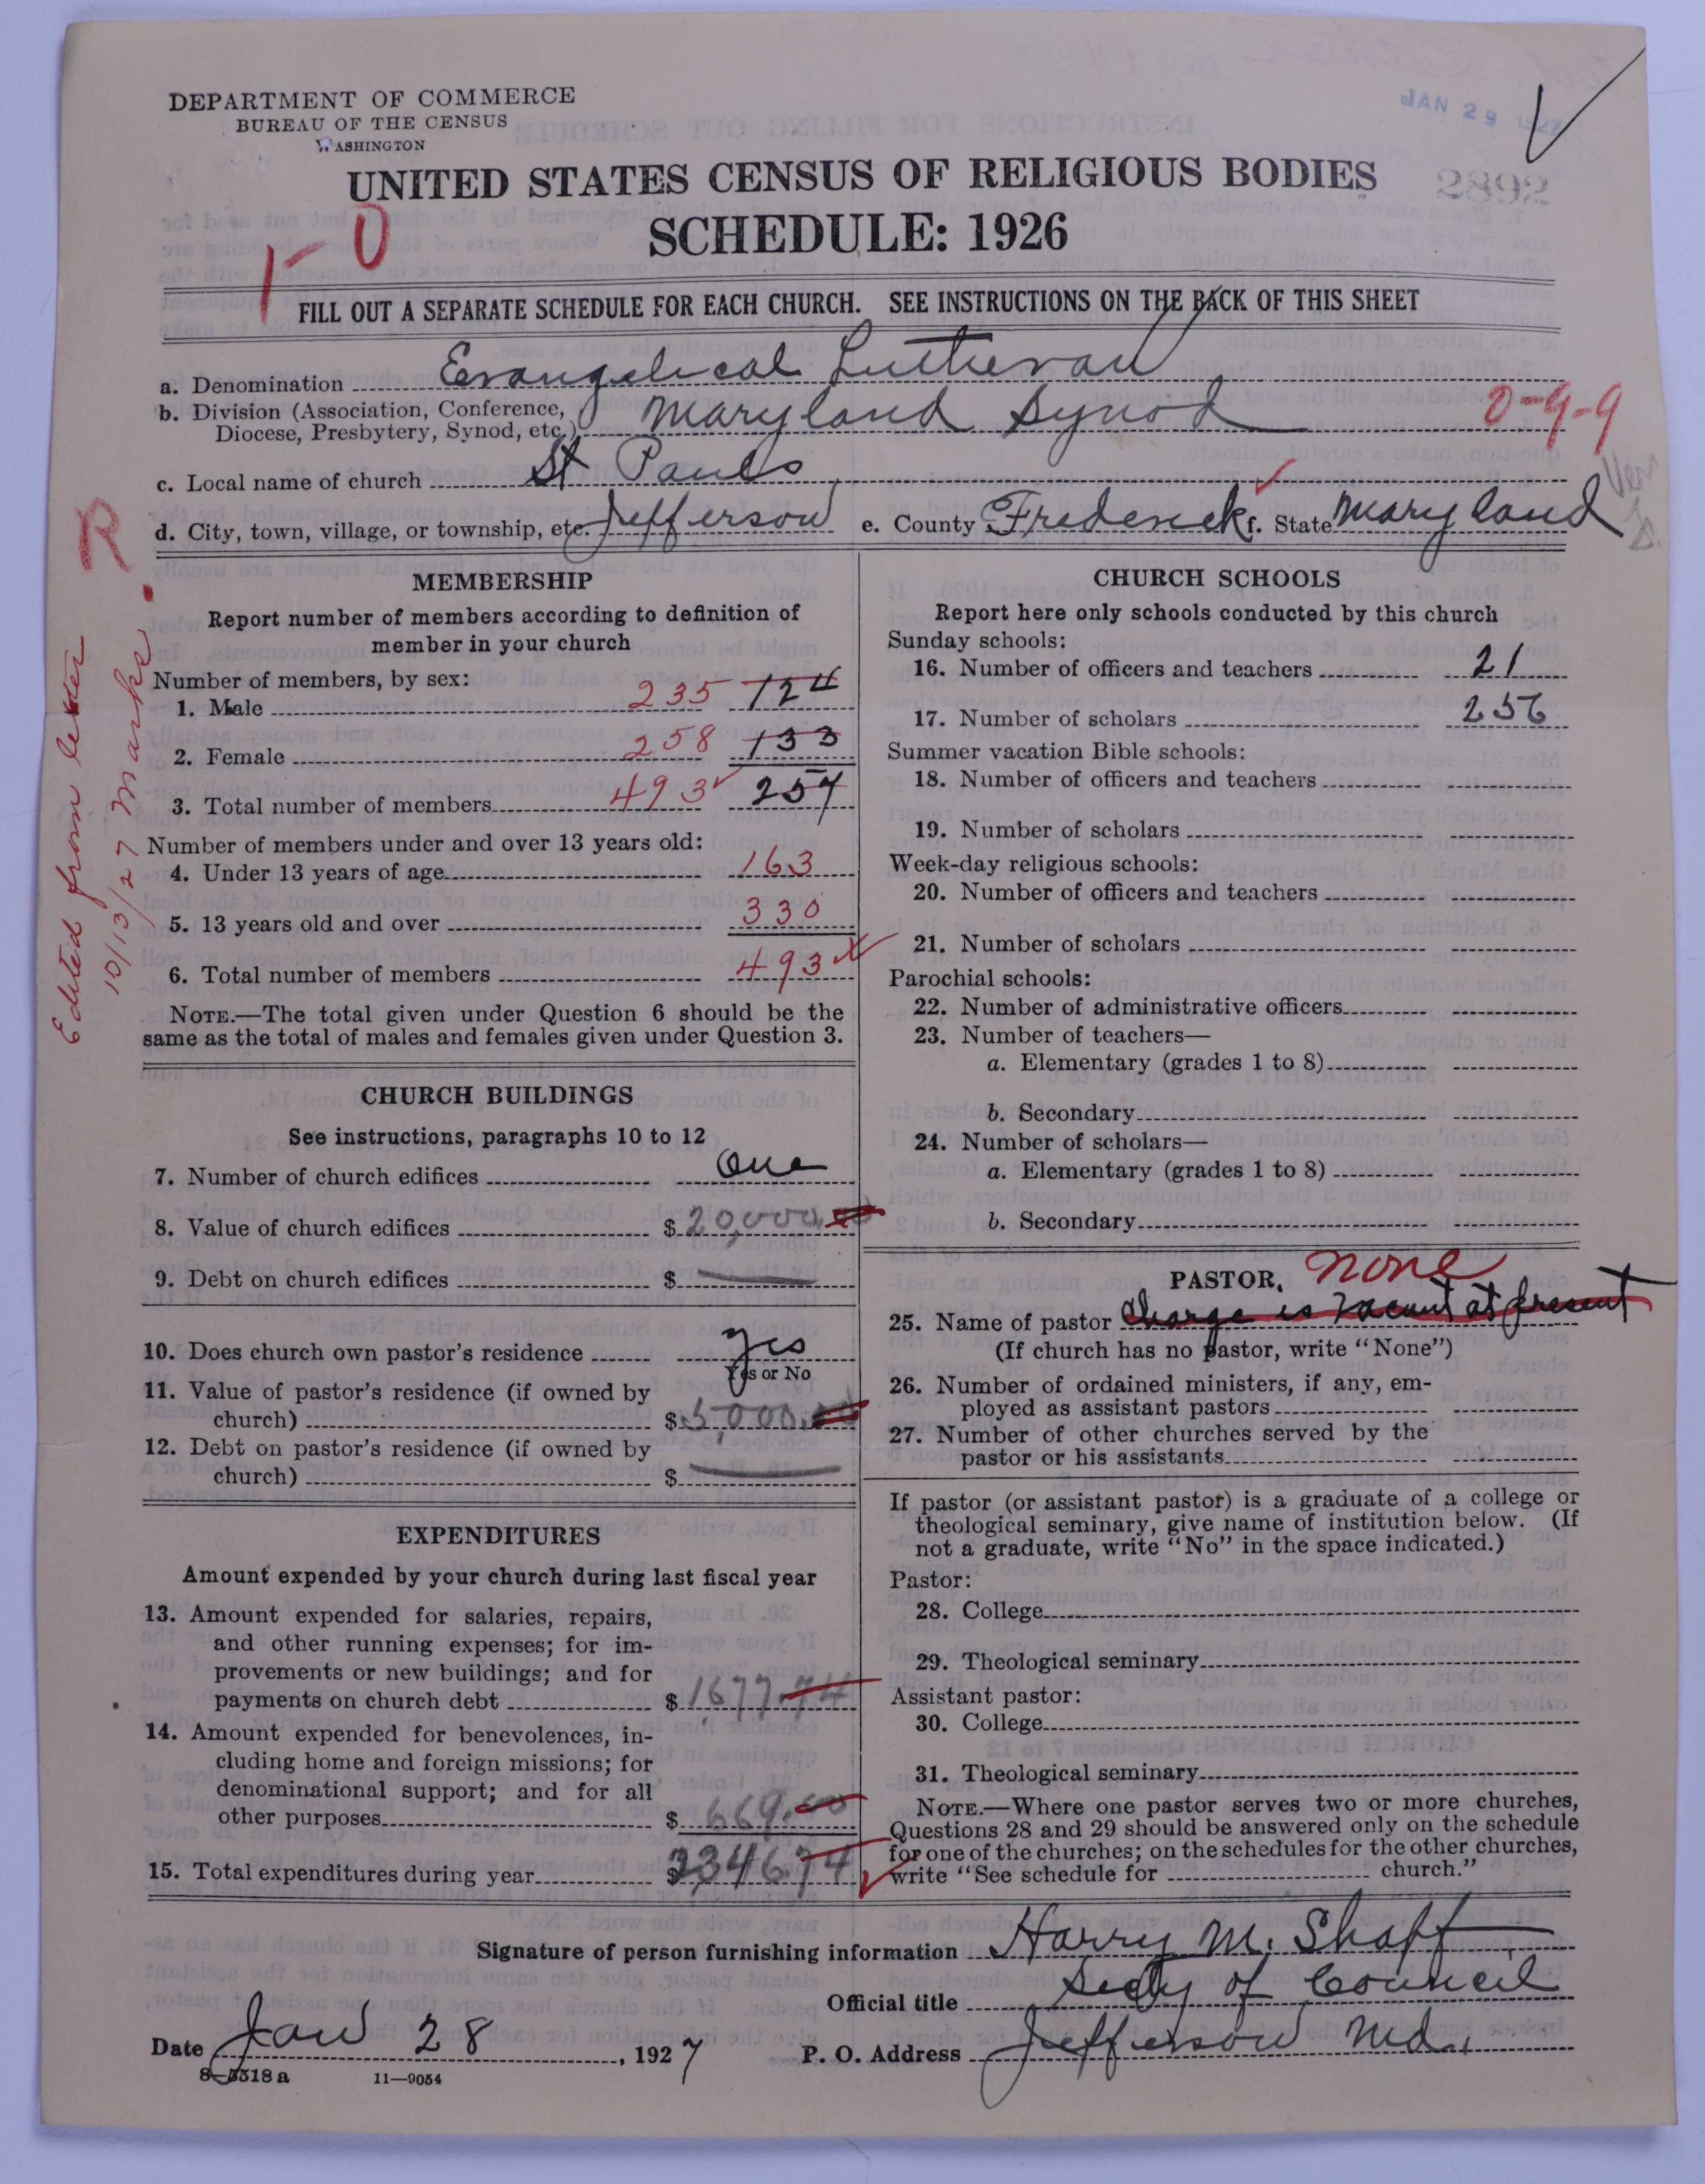 DEPARTMENT OF COMMERCE
BUREAU OF THE CENSUS
WASHINGTON
JAN 29 1927
2892
UNITED STATES CENSUS OF RELIGIOUS BODIES
SCHEDULE: 1926
1-0
FILL OUT A SEPARATE SCHEDULE FOR EACH CHURCH. SEE INSTRUCTIONS ON THE BACK OF THIS SHEET
a. Denomination Evangelical Lutheran
b. Division (Association, Conference, Diocese, Presbytery, Synod, etc.) Maryland Synod 0-9-9
c. Local name of church St Pauls
d. City, town, village, or township, etc. Jefferson e. County Frederick f. State Maryland
R.
Edited from letter
10/13/27 Marks
MEMBERSHIP
Report number of members according to definition of
member in your church
Number of members, by sex:
1. Male 235 124
2. Female 258 133
3. Total number of members 493 257
Number of members under and over 13 years old:
4. Under 13 years of age 163
5. 13 years old and over 330
6. Total number of members 493
NOTE.—The total given under Question 6 should be the
same as the total of males and females given under Question 3.
CHURCH BUILDINGS
See instructions, paragraphs 10 to 12
7. Number of church edifices One
8. Value of church edifices $ 20,000.00
9. Debt on church edifices $
10. Does church own pastor's residence yes
Yes or No
11. Value of pastor's residence (if owned by
church) $ 5,000.00
12. Debt on pastor's residence (if owned by
church) $
EXPENDITURES
Amount expended by your church during last fiscal year
13. Amount expended for salaries, repairs,
and other running expenses; for im-
provements or new buildings; and for
payments on church debt $ 1677.74
14. Amount expended for benevolences, in-
cluding home and foreign missions; for
denominational support; and for all
other purposes $ 669.00
15. Total expenditures during year $ 2,346.74
CHURCH SCHOOLS
Report here only schools conducted by this church
Sunday schools:
16. Number of officers and teachers 21
17. Number of scholars 256
Summer vacation Bible schools:
18. Number of officers and teachers
19. Number of scholars
Week-day religious schools:
20. Number of officers and teachers
21. Number of scholars
Parochial schools:
22. Number of administrative officers
23. Number of teachers—
a. Elementary (grades 1 to 8)
b. Secondary
24. Number of scholars—
a. Elementary (grades 1 to 8)
b. Secondary
PASTOR, none
25. Name of pastor Charge is vacant at present
(If church has no pastor, write "None")
26. Number of ordained ministers, if any, em-
ployed as assistant pastors
27. Number of other churches served by the
pastor or his assistants
If pastor (or assistant pastor) is a graduate of a college or
theological seminary, give name of institution below. (If
not a graduate, write "No" in the space indicated.)
Pastor:
28. College
29. Theological seminary
Assistant pastor:
30. College
31. Theological seminary
NOTE.—Where one pastor serves two or more churches,
Questions 28 and 29 should be answered only on the schedule
for one of the churches; on the schedules for the other churches,
write "See schedule for church."
Signature of person furnishing information Harry M. Shaff
Official title Secty of Council
Date Jan 28, 1927 P. O. Address Jefferson Md.
8-5518a 11—9054